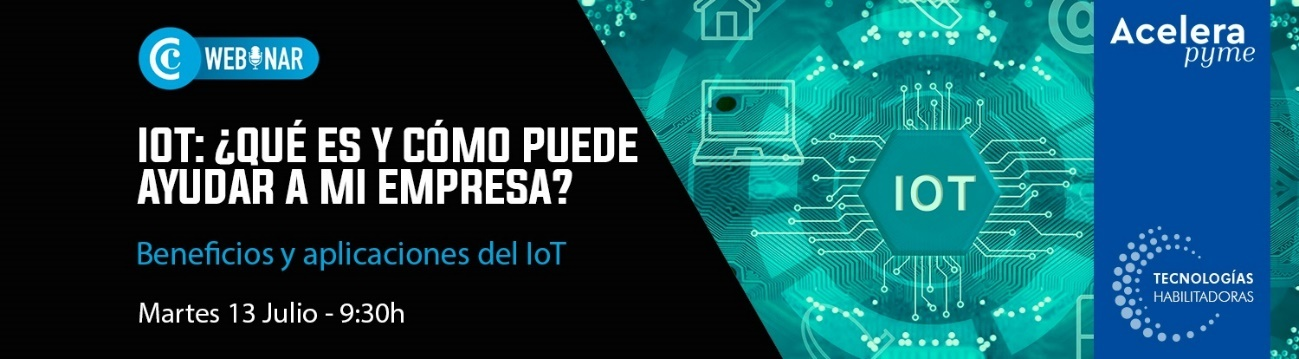 WEBINAR
IOT: ¿QUÉ ES Y CÓMO PUEDE
AYUDAR A MI EMPRESA?
Beneficios y aplicaciones del IoT
Martes 13 Julio - 9:30h
IOT
@
Acelera
pyme
TECNOLOGÍAS
HABILITADORAS